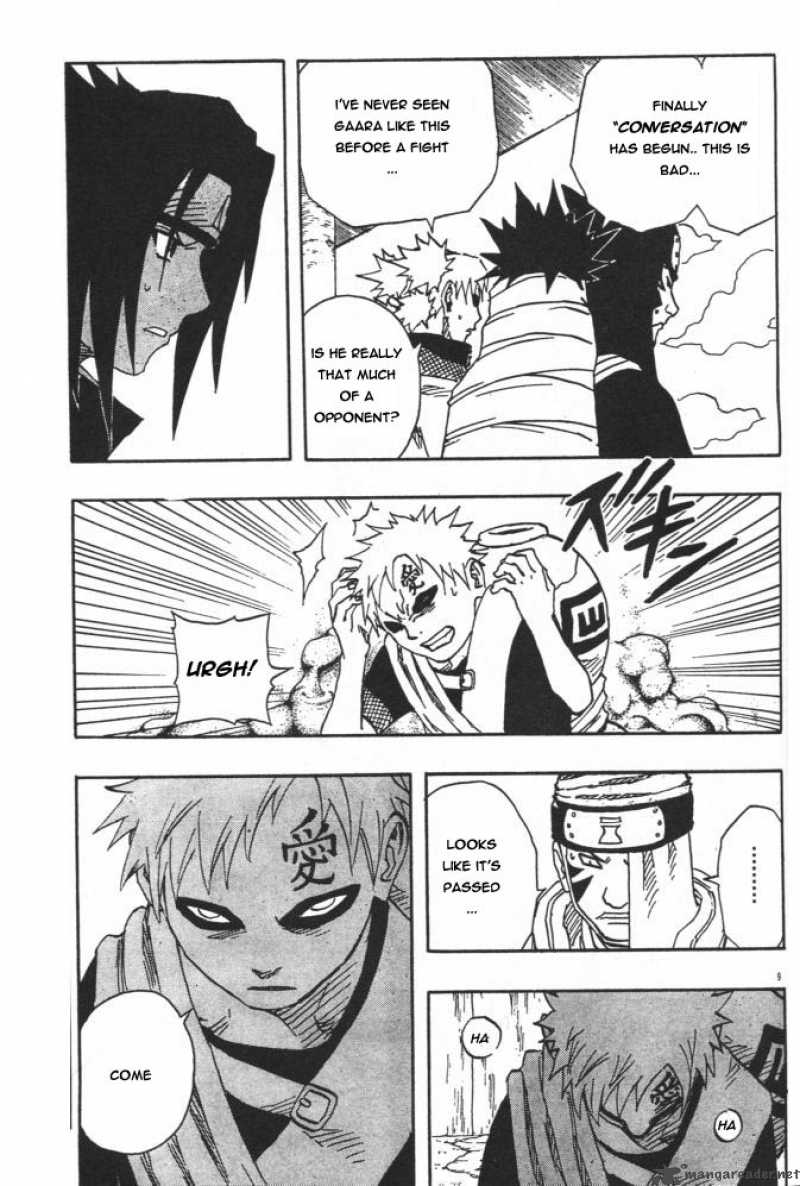 FINALLY
"CONVERSATION"
HAS BEGUN.. THIS IS
BAD...
I'VE NEVER SEEN
GAARA LIKE THIS
BEFORE A FIGHT
...
IS HE REALLY
THAT MUCH
OF A
OPPONENT?
ズキン
愛
URGH!
.........
LOOKS
LIKE IT'S
PASSED
...
9
HA
HA
愛
COME
mangareader.net